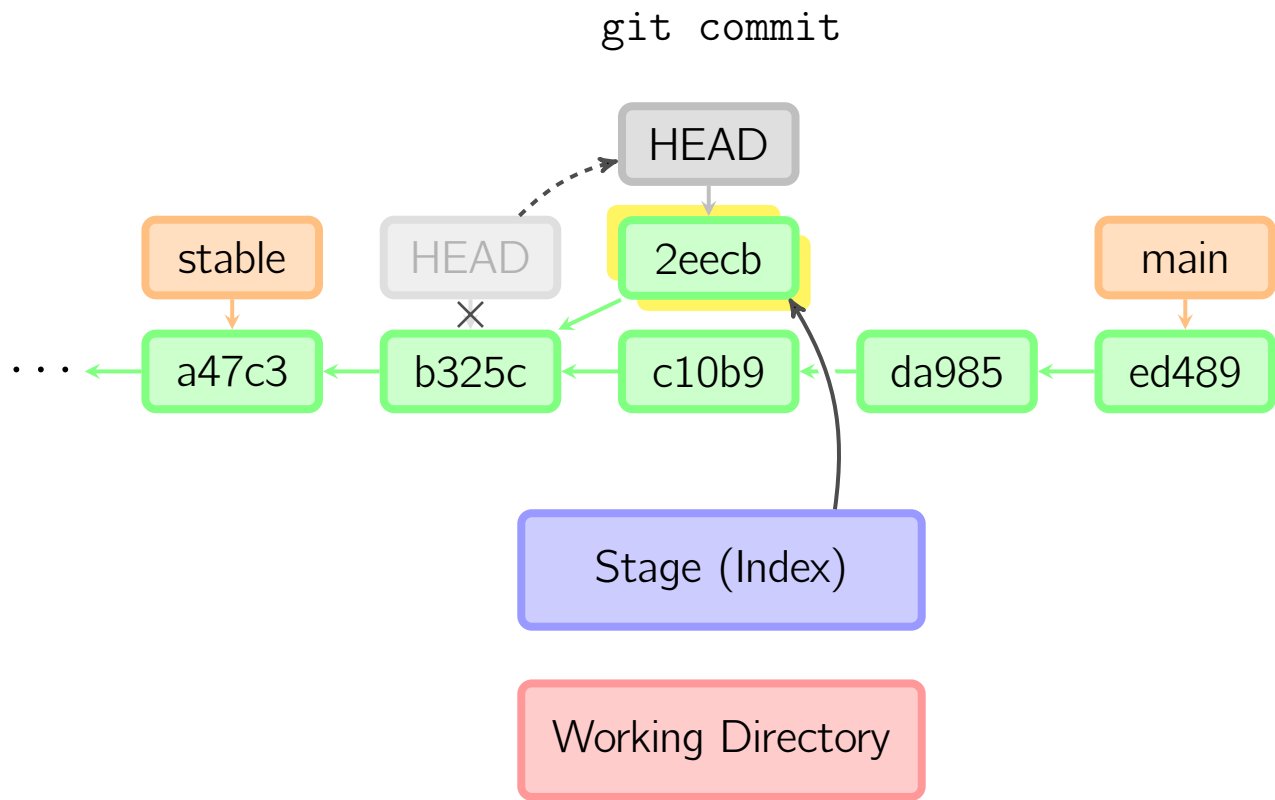 git commit
HEAD
stable
HEAD
2eecb
main
...
a47c3
b325c
c10b9
da985
ed489
Stage (Index)
Working Directory